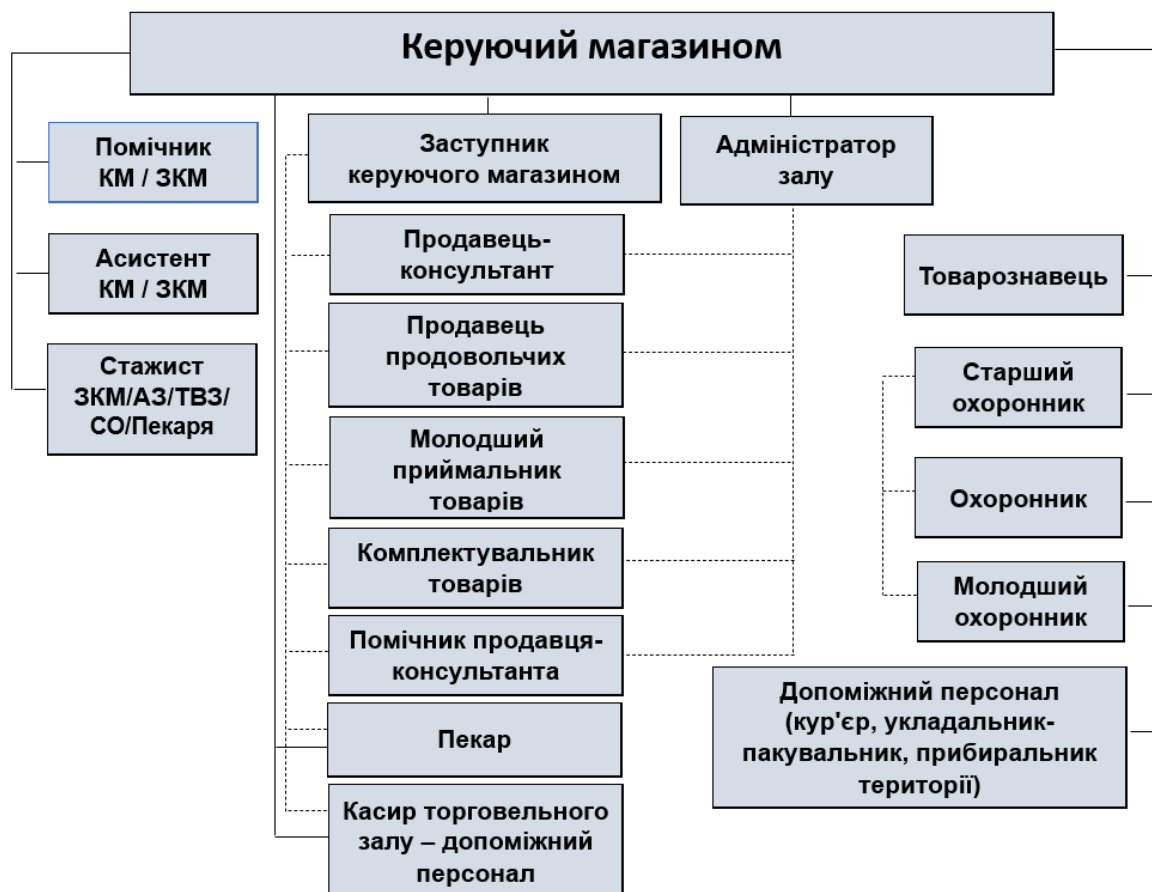 Керуючий магазином
Помічник
КМ / ЗКМ
Асистент
КМ / ЗКМ
Стажист
ЗКМ/АЗ/ТВЗ/
СО/Пекаря
Заступник
керуючого магазином
Продавець-
консультант
Продавець
продовольчих
товарів
Молодший
приймальник
товарів
Комплектувальник
товарів
Помічник продавця-
консультанта
Пекар
Касир торговельного
залу – допоміжний
персонал
Адміністратор
залу
Товарознавець
Старший
охоронник
Охоронник
Молодший
охоронник
Допоміжний персонал
(кур'єр, укладальник-
пакувальник, прибиральник
території)